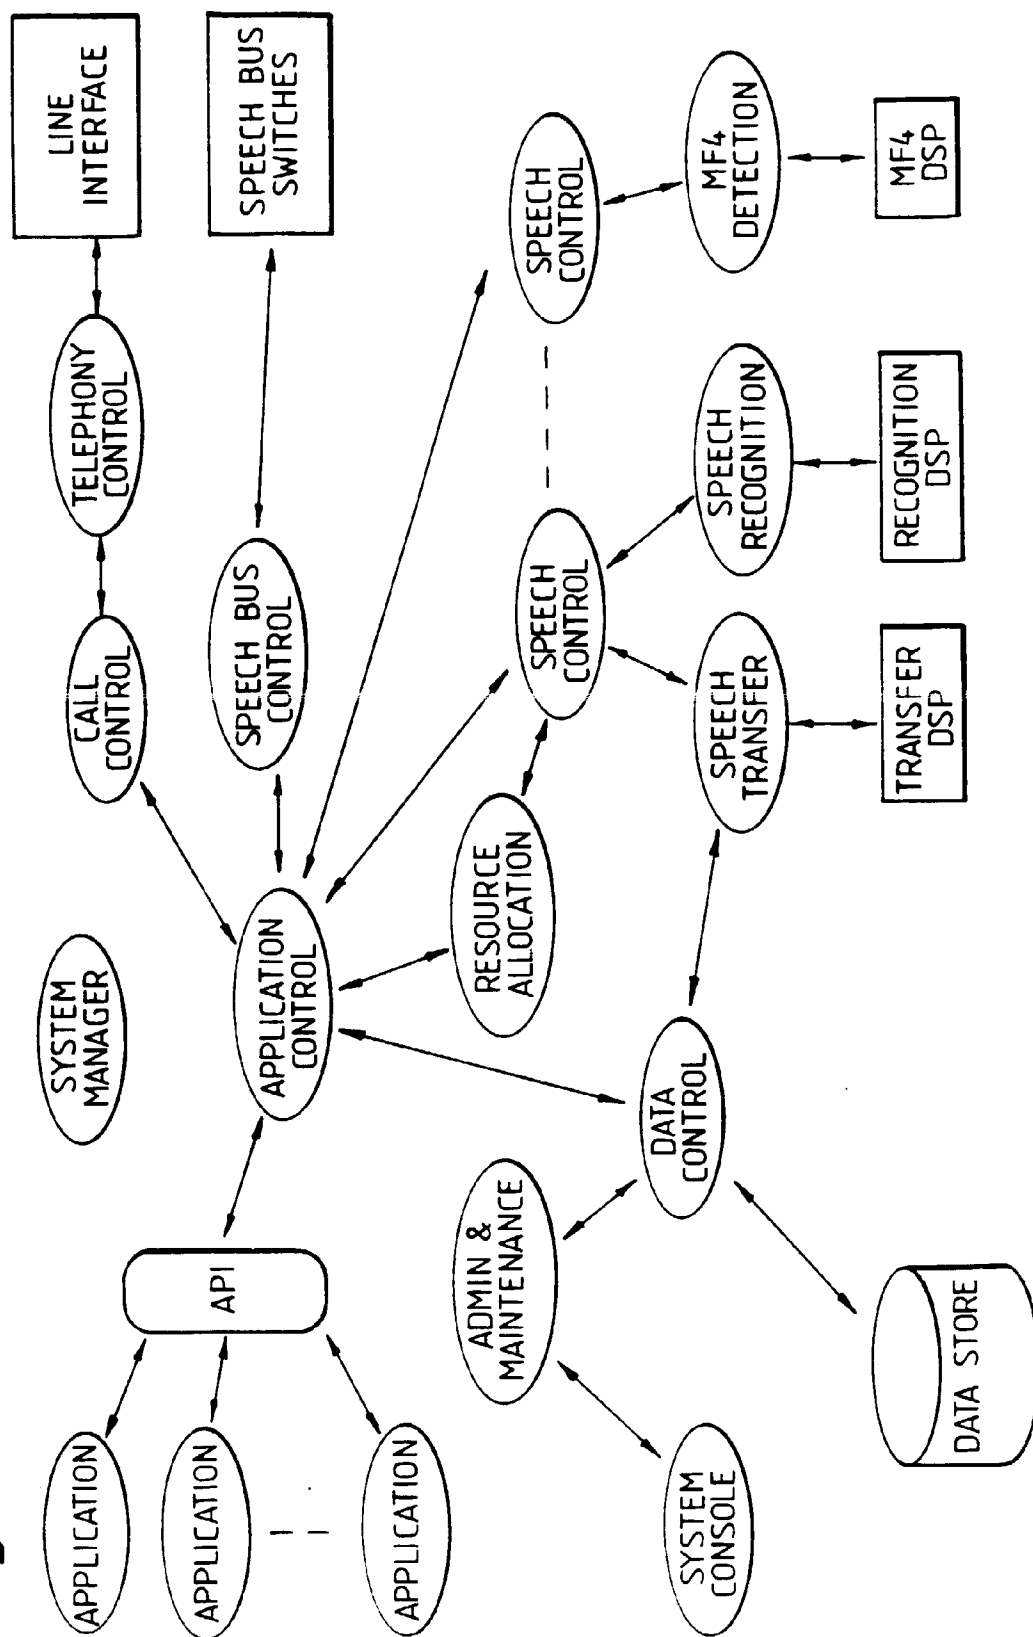 LINE
INTERFACE
TELEPHONY
CONTROL
CALL
CONTROL
SYSTEM
MANAGER
SPEECH BUS
SWITCHES
SPEECH BUS
CONTROL
APPLICATION
CONTROL
API
APPLICATION
APPLICATION
APPLICATION
RESOURCE
ALLOCATION
SPEECH
CONTROL
SPEECH
CONTROL
ADMIN &
MAINTENANCE
DATA
CONTROL
SPEECH
TRANSFER
SPEECH
RECOGNITION
MF4
DETECTION
SYSTEM
CONSOLE
DATA STORE
TRANSFER
DSP
RECOGNITION
DSP
MF4
DSP